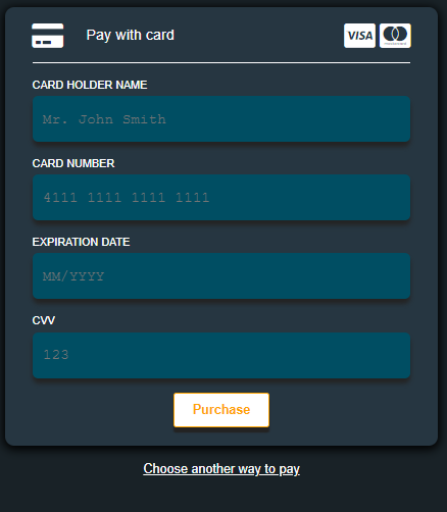 Pay with card
VISA
CARD HOLDER NAME
Mr. John Smith
CARD NUMBER
4111 1111 1111 1111
EXPIRATION DATE
MM/YYYY
CVV
123
Purchase
Choose another way to pay